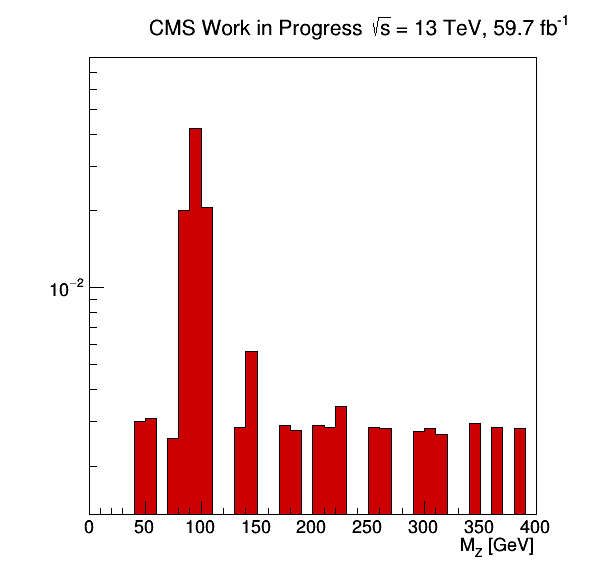 CMS Work in Progress √s = 13 TeV, 59.7 fb⁻¹
10⁻²
0 50 100 150 200 250 300 350 400
M_Z [GeV]